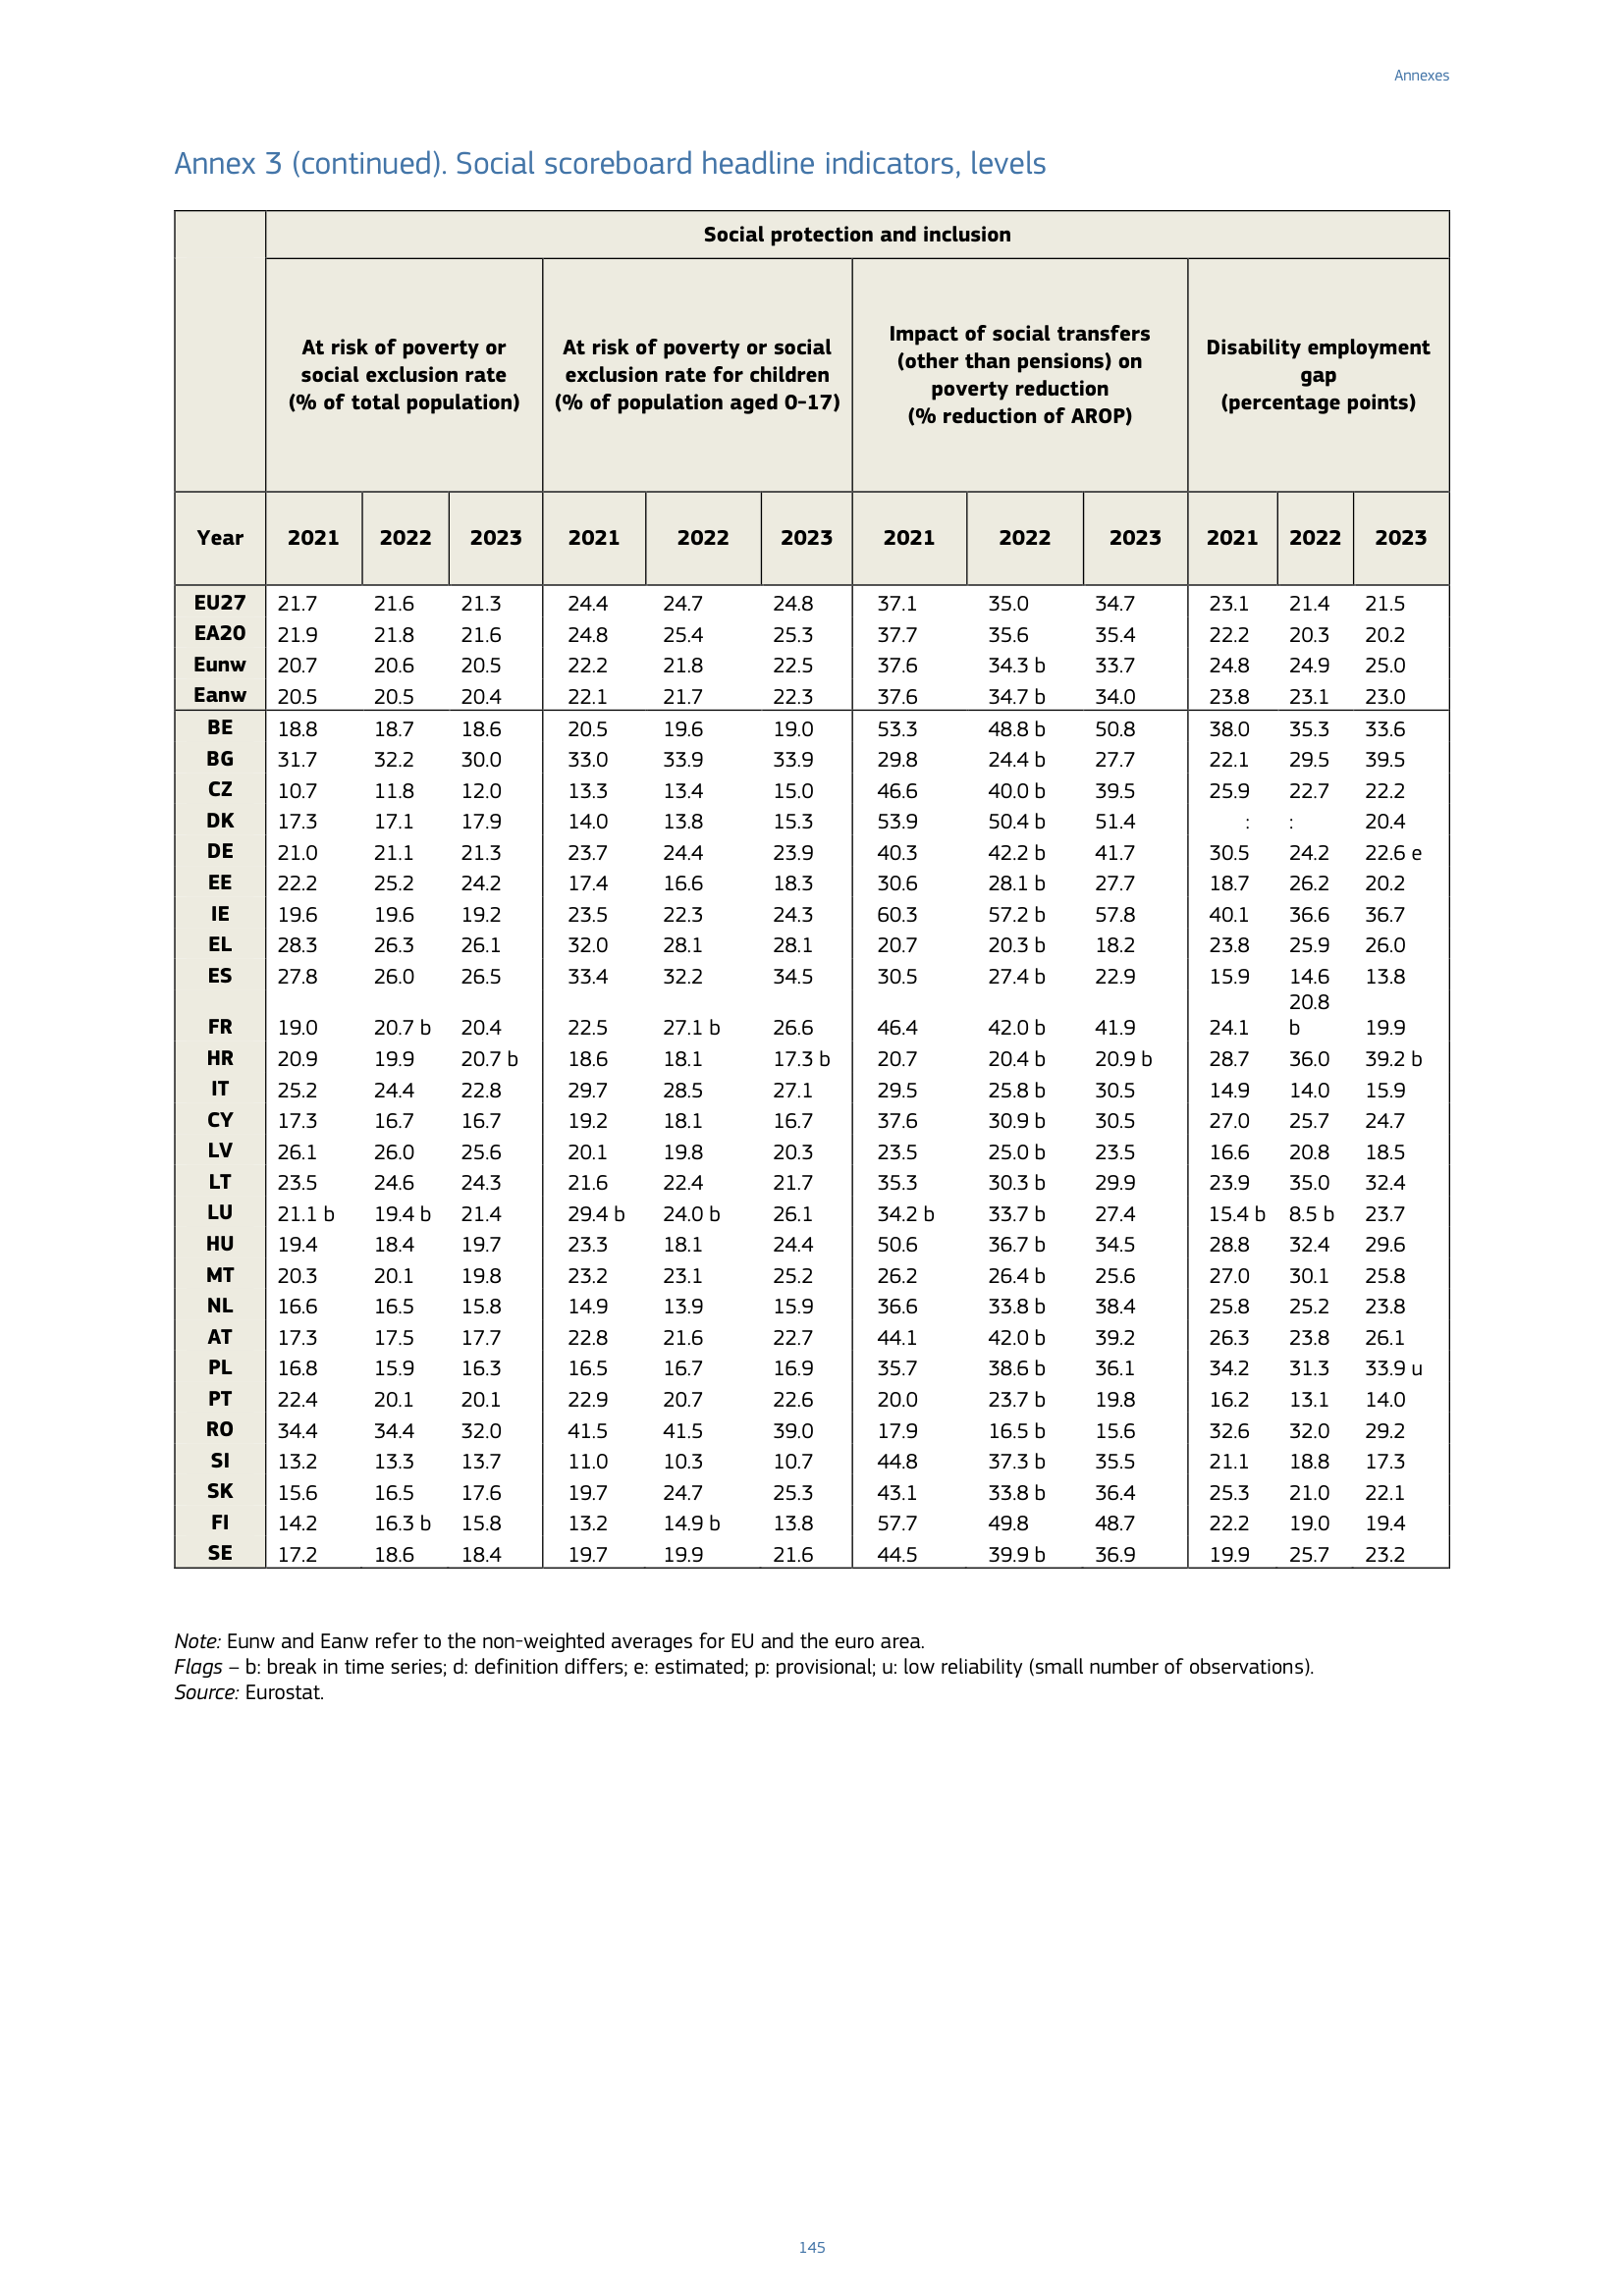 Annexes
Annex 3 (continued). Social scoreboard headline indicators, levels
Social protection and inclusion
At risk of poverty or
social exclusion rate
(% of total population)
At risk of poverty or social
exclusion rate for children
(% of population aged 0–17)
Impact of social transfers
(other than pensions) on
poverty reduction
(% reduction of AROP)
Disability employment
gap
(percentage points)
Year 2021 2022 2023 2021 2022 2023 2021 2022 2023 2021 2022 2023
EU27 21.7 21.6 21.3 24.4 24.7 24.8 37.1 35.0 34.7 23.1 21.4 21.5
EA20 21.9 21.8 21.6 24.8 25.4 25.3 37.7 35.6 35.4 22.2 20.3 20.2
Eunw 20.7 20.6 20.5 22.2 21.8 22.5 37.6 34.3 b 33.7 24.8 24.9 25.0
Eanw 20.5 20.5 20.4 22.1 21.7 22.3 37.6 34.7 b 34.0 23.8 23.1 23.0
BE 18.8 18.7 18.6 20.5 19.6 19.0 53.3 48.8 b 50.8 38.0 35.3 33.6
BG 31.7 32.2 30.0 33.0 33.9 33.9 29.8 24.4 b 27.7 22.1 29.5 39.5
CZ 10.7 11.8 12.0 13.3 13.4 15.0 46.6 40.0 b 39.5 25.9 22.7 22.2
DK 17.3 17.1 17.9 14.0 13.8 15.3 53.9 50.4 b 51.4 : : 20.4
DE 21.0 21.1 21.3 23.7 24.4 23.9 40.3 42.2 b 41.7 30.5 24.2 22.6 e
EE 22.2 25.2 24.2 17.4 16.6 18.3 30.6 28.1 b 27.7 18.7 26.2 20.2
IE 19.6 19.6 19.2 23.5 22.3 24.3 60.3 57.2 b 57.8 40.1 36.6 36.7
EL 28.3 26.3 26.1 32.0 28.1 28.1 20.7 20.3 b 18.2 23.8 25.9 26.0
ES 27.8 26.0 26.5 33.4 32.2 34.5 30.5 27.4 b 22.9 15.9 14.6 13.8
20.8
FR 19.0 20.7 b 20.4 22.5 27.1 b 26.6 46.4 42.0 b 41.9 24.1 b 19.9
HR 20.9 19.9 20.7 b 18.6 18.1 17.3 b 20.7 20.4 b 20.9 b 28.7 36.0 39.2 b
IT 25.2 24.4 22.8 29.7 28.5 27.1 29.5 25.8 b 30.5 14.9 14.0 15.9
CY 17.3 16.7 16.7 19.2 18.1 16.7 37.6 30.9 b 30.5 27.0 25.7 24.7
LV 26.1 26.0 25.6 20.1 19.8 20.3 23.5 25.0 b 23.5 16.6 20.8 18.5
LT 23.5 24.6 24.3 21.6 22.4 21.7 35.3 30.3 b 29.9 23.9 35.0 32.4
LU 21.1 b 19.4 b 21.4 29.4 b 24.0 b 26.1 34.2 b 33.7 b 27.4 15.4 b 8.5 b 23.7
HU 19.4 18.4 19.7 23.3 18.1 24.4 50.6 36.7 b 34.5 28.8 32.4 29.6
MT 20.3 20.1 19.8 23.2 23.1 25.2 26.2 26.4 b 25.6 27.0 30.1 25.8
NL 16.6 16.5 15.8 14.9 13.9 15.9 36.6 33.8 b 38.4 25.8 25.2 23.8
AT 17.3 17.5 17.7 22.8 21.6 22.7 44.1 42.0 b 39.2 26.3 23.8 26.1
PL 16.8 15.9 16.3 16.5 16.7 16.9 35.7 38.6 b 36.1 34.2 31.3 33.9 u
PT 22.4 20.1 20.1 22.9 20.7 22.6 20.0 23.7 b 19.8 16.2 13.1 14.0
RO 34.4 34.4 32.0 41.5 41.5 39.0 17.9 16.5 b 15.6 32.6 32.0 29.2
SI 13.2 13.3 13.7 11.0 10.3 10.7 44.8 37.3 b 35.5 21.1 18.8 17.3
SK 15.6 16.5 17.6 19.7 24.7 25.3 43.1 33.8 b 36.4 25.3 21.0 22.1
FI 14.2 16.3 b 15.8 13.2 14.9 b 13.8 57.7 49.8 48.7 22.2 19.0 19.4
SE 17.2 18.6 18.4 19.7 19.9 21.6 44.5 39.9 b 36.9 19.9 25.7 23.2
Note: Eunw and Eanw refer to the non-weighted averages for EU and the euro area.
Flags – b: break in time series; d: definition differs; e: estimated; p: provisional; u: low reliability (small number of observations).
Source: Eurostat.
145